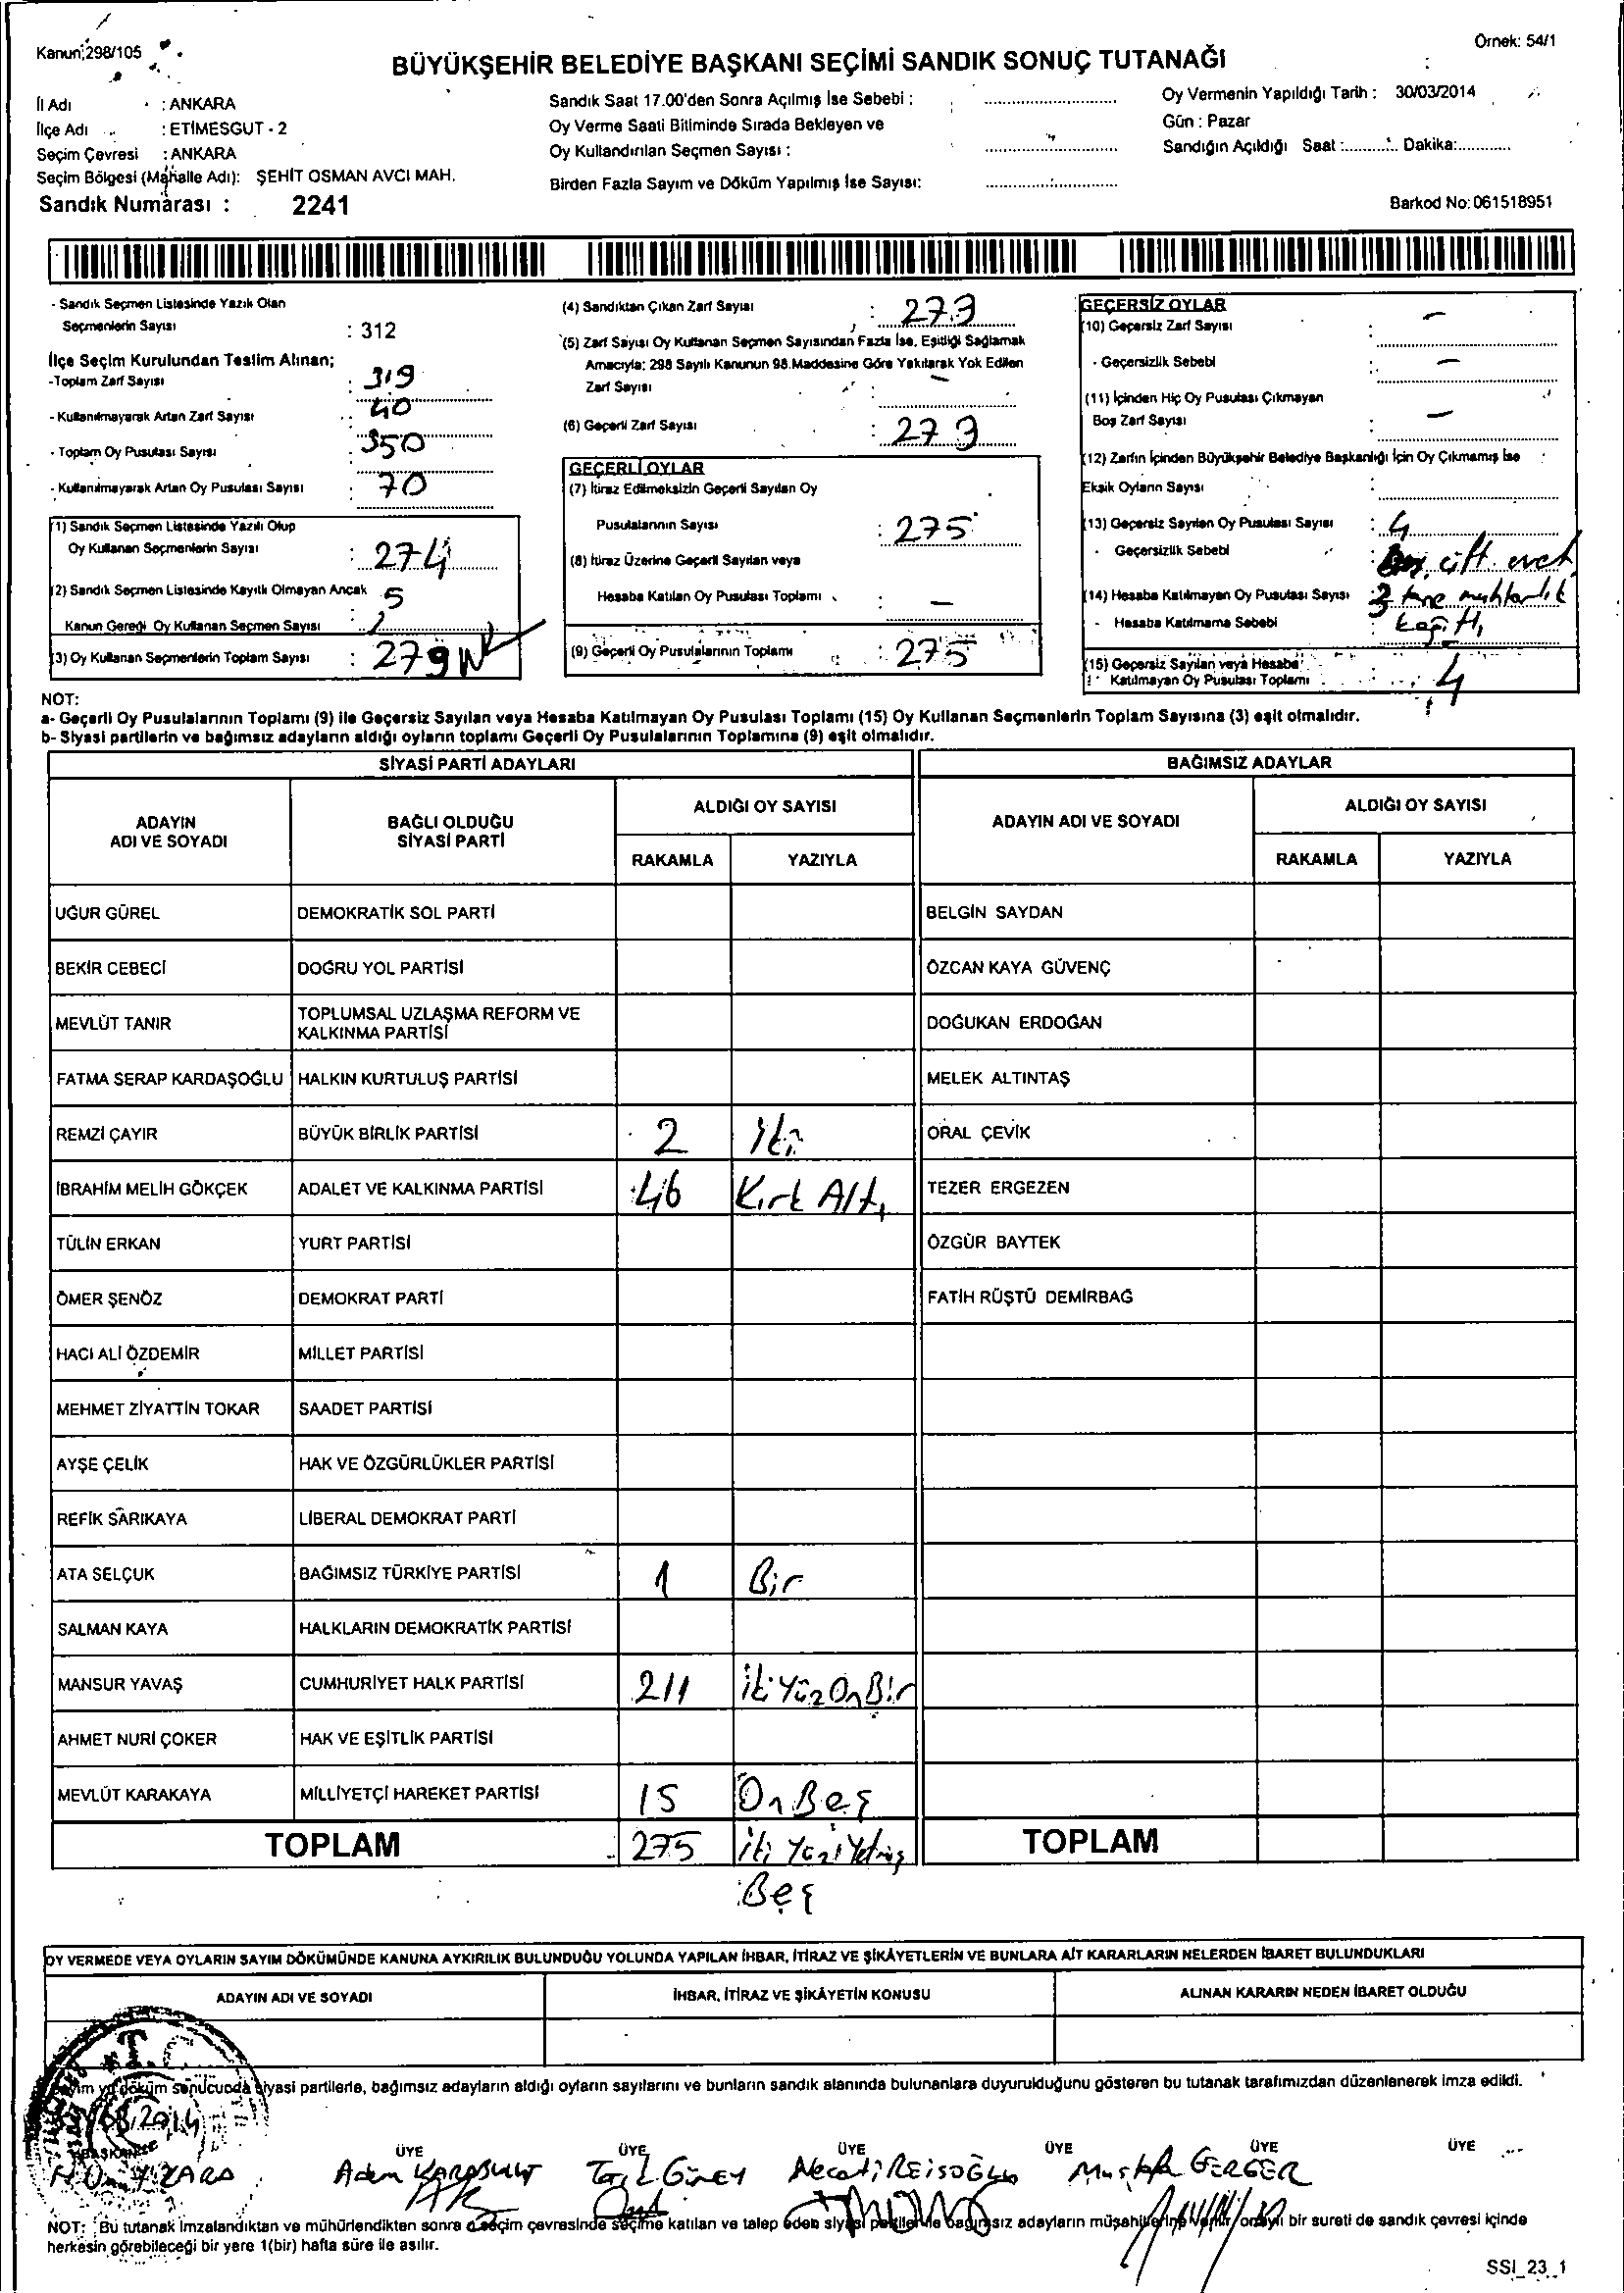 Kanun;298/105
Örnek: 54/1
BÜYÜKŞEHİR BELEDİYE BAŞKANI SEÇİMİ SANDIK SONUÇ TUTANAĞI
İl Adı : ANKARA
İlçe Adı : ETİMESGUT - 2
Seçim Çevresi : ANKARA
Seçim Bölgesi (Mahalle Adı): ŞEHİT OSMAN AVCI MAH.
Sandık Numarası : 2241
Sandık Saat 17.00'den Sonra Açılmış İse Sebebi :
Oy Verme Saati Bitiminde Sırada Bekleyen ve
Oy Kullandırılan Seçmen Sayısı :
Birden Fazla Sayım ve Döküm Yapılmış İse Sayısı:
Oy Vermenin Yapıldığı Tarih : 30/03/2014
Gün : Pazar
Sandığın Açıldığı Saat :............ Dakika:............
Barkod No: 061518951
- Sandık Seçmen Listesinde Yazılı Olan
Seçmenlerin Sayısı : 312
İlçe Seçim Kurulundan Teslim Alınan;
-Toplam Zarf Sayısı : 319
- Kullanılmayarak Artan Zarf Sayısı : 40
- Toplam Oy Pusulası Sayısı : 350
- Kullanılmayarak Artan Oy Pusulası Sayısı : 70
(1) Sandık Seçmen Listesinde Yazılı Olup
Oy Kullanan Seçmenlerin Sayısı : 274
(2) Sandık Seçmen Listesinde Kayıtlı Olmayan Ancak 5
Kanun Gereği Oy Kullanan Seçmen Sayısı :
(3) Oy Kullanan Seçmenlerin Toplam Sayısı : 279
(4) Sandıktan Çıkan Zarf Sayısı : 279
(5) Zarf Sayısı Oy Kullanan Seçmen Sayısından Fazla İse, Eşitliği Sağlamak
Amacıyla; 298 Sayılı Kanunun 98.Maddesine Göre Yakılarak Yok Edilen
Zarf Sayısı : —
(6) Geçerli Zarf Sayısı : 279
GEÇERLİ OYLAR
(7) İtiraz Edilmeksizin Geçerli Sayılan Oy
Pusulalarının Sayısı : 275
(8) İtiraz Üzerine Geçerli Sayılan veya
Hesaba Katılan Oy Pusulası Toplamı : —
(9) Geçerli Oy Pusulalarının Toplamı : 275
GEÇERSİZ OYLAR
(10) Geçersiz Zarf Sayısı : —
- Geçersizlik Sebebi : —
(11) İçinden Hiç Oy Pusulası Çıkmayan
Boş Zarf Sayısı : —
(12) Zarfın İçinden Büyükşehir Belediye Başkanlığı İçin Oy Çıkmamış İse
Eksik Oyların Sayısı :
(13) Geçersiz Sayılan Oy Pusulası Sayısı : 4
- Geçersizlik Sebebi : çift evet
(14) Hesaba Katılmayan Oy Pusulası Sayısı : tane muhtarlık
- Hesaba Katılmama Sebebi : kağıtı
(15) Geçersiz Sayılan veya Hesaba
Katılmayan Oy Pusulası Toplamı : 4
NOT:
a- Geçerli Oy Pusulalarının Toplamı (9) ile Geçersiz Sayılan veya Hesaba Katılmayan Oy Pusulası Toplamı (15) Oy Kullanan Seçmenlerin Toplam Sayısına (3) eşit olmalıdır.
b- Siyasi partilerin ve bağımsız adayların aldığı oyların toplamı Geçerli Oy Pusulalarının Toplamına (9) eşit olmalıdır.
SİYASİ PARTİ ADAYLARI BAĞIMSIZ ADAYLAR
ADAYIN ADI VE SOYADI BAĞLI OLDUĞU SİYASİ PARTİ ALDIĞI OY SAYISI ADAYIN ADI VE SOYADI ALDIĞI OY SAYISI
RAKAMLA YAZIYLA RAKAMLA YAZIYLA
UĞUR GÜREL DEMOKRATİK SOL PARTİ BELGİN SAYDAN
BEKİR CEBECİ DOĞRU YOL PARTİSİ ÖZCAN KAYA GÜVENÇ
MEVLÜT TANIR TOPLUMSAL UZLAŞMA REFORM VE KALKINMA PARTİSİ DOĞUKAN ERDOĞAN
FATMA SERAP KARDAŞOĞLU HALKIN KURTULUŞ PARTİSİ MELEK ALTINTAŞ
REMZİ ÇAYIR BÜYÜK BİRLİK PARTİSİ 2 iki ORAL ÇEVİK
İBRAHİM MELİH GÖKÇEK ADALET VE KALKINMA PARTİSİ 46 Kırk Altı TEZER ERGEZEN
TÜLİN ERKAN YURT PARTİSİ ÖZGÜR BAYTEK
ÖMER ŞENÖZ DEMOKRAT PARTİ FATİH RÜŞTÜ DEMİRBAĞ
HACI ALİ ÖZDEMİR MİLLET PARTİSİ
MEHMET ZİYATTİN TOKAR SAADET PARTİSİ
AYŞE ÇELİK HAK VE ÖZGÜRLÜKLER PARTİSİ
REFİK SARIKAYA LİBERAL DEMOKRAT PARTİ
ATA SELÇUK BAĞIMSIZ TÜRKİYE PARTİSİ 1 Bir
SALMAN KAYA HALKLARIN DEMOKRATİK PARTİSİ
MANSUR YAVAŞ CUMHURİYET HALK PARTİSİ 211 iki Yüz On Bir
AHMET NURİ ÇOKER HAK VE EŞİTLİK PARTİSİ
MEVLÜT KARAKAYA MİLLİYETÇİ HAREKET PARTİSİ 15 On Beş
TOPLAM 275 iki Yüz Yetmiş TOPLAM
Beş
OY VERMEDE VEYA OYLARIN SAYIM DÖKÜMÜNDE KANUNA AYKIRILIK BULUNDUĞU YOLUNDA YAPILAN İHBAR, İTİRAZ VE ŞİKÂYETLERİN VE BUNLARA AİT KARARLARIN NELERDEN İBARET BULUNDUKLARI
ADAYIN ADI VE SOYADI İHBAR, İTİRAZ VE ŞİKÂYETİN KONUSU ALINAN KARARIN NEDEN İBARET OLDUĞU
T.C
döküm sonucunda siyasi partilerle, bağımsız adayların aldığı oyların sayılarını ve bunların sandık alanında bulunanlara duyurulduğunu gösteren bu tutanak tarafımızdan düzenlenerek imza edildi.
2014
BAŞKAN ÜYE ÜYE ÜYE ÜYE ÜYE ÜYE
Adem KARABULUT GÜNEY Necati REİSOĞLU Mustafa GERGER
NOT: Bu tutanak imzalandıktan ve mühürlendikten sonra o seçim çevresinde seçime katılan ve talep eden siyasi partiler ile bağımsız adayların müşahitlerine verilir, onaylı bir sureti de sandık çevresi içinde
herkesin görebileceği bir yere 1(bir) hafta süre ile asılır.
SSI_23_1